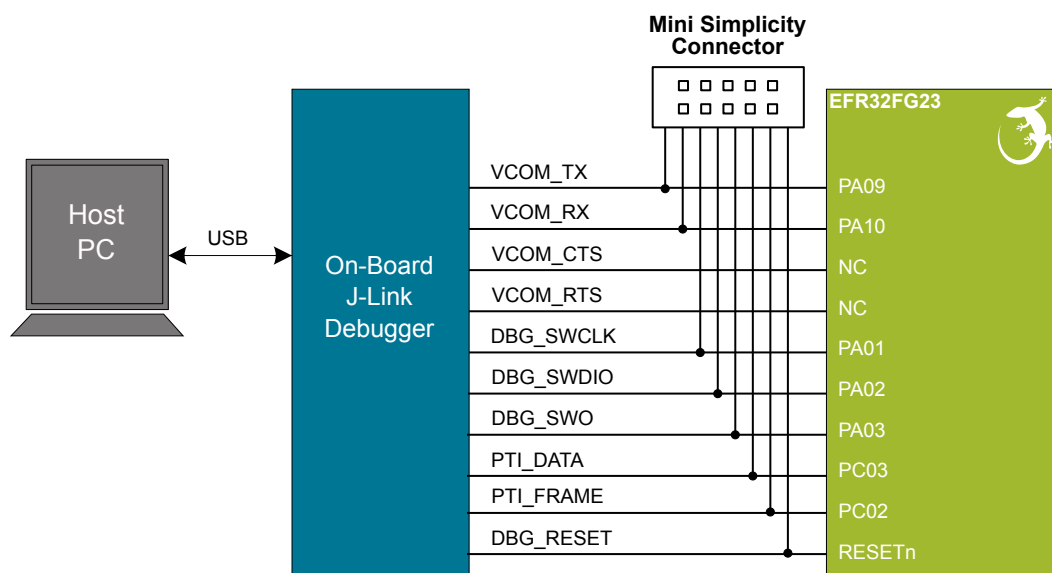 Mini Simplicity
Connector
EFR32FG23
Host
PC
USB
On-Board
J-Link
Debugger
VCOM_TX
PA09
VCOM_RX
PA10
VCOM_CTS
NC
VCOM_RTS
NC
DBG_SWCLK
PA01
DBG_SWDIO
PA02
DBG_SWO
PA03
PTI_DATA
PC03
PTI_FRAME
PC02
DBG_RESET
RESETn